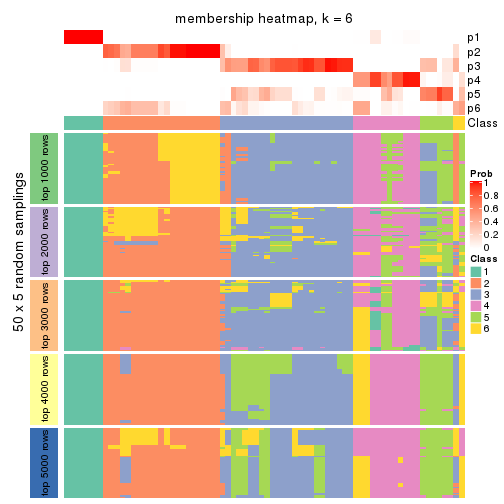 membership heatmap, k = 6
p1
p2
p3
p4
p5
p6
Class
50 x 5 random samplings
top 1000 rows
top 2000 rows
top 3000 rows
top 4000 rows
top 5000 rows
Prob
1
0.8
0.6
0.4
0.2
0
Class
1
2
3
4
5
6